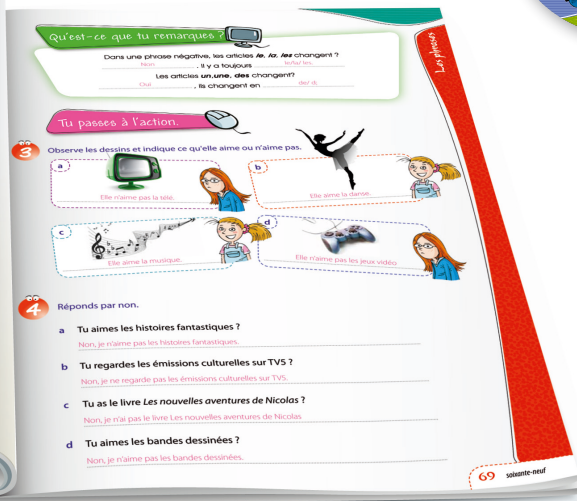 Qu'est-ce que tu remarques ?
Dans une phrase négative, les articles le, la, les changent ?
Non , il y a toujours le/la/ les.
Les articles un,une, des changent?
Oui , ils changent en de/ d'.
Les phrases
Tu passes à l'action.
3 Observe les dessins et indique ce qu'elle aime ou n'aime pas.
a
Elle n'aime pas la télé.
b
Elle aime la danse.
c
Elle aime la musique.
d
Elle n'aime pas les jeux vidéo
4 Réponds par non.
a Tu aimes les histoires fantastiques ?
Non, je n'aime pas les histoires fantastiques.
b Tu regardes les émissions culturelles sur TV5 ?
Non, je ne regarde pas les émissions culturelles sur TV5.
c Tu as le livre Les nouvelles aventures de Nicolas ?
Non, je n'ai pas le livre Les nouvelles aventures de Nicolas
d Tu aimes les bandes dessinées ?
Non, je n'aime pas les bandes dessinées.
69 soixante-neuf